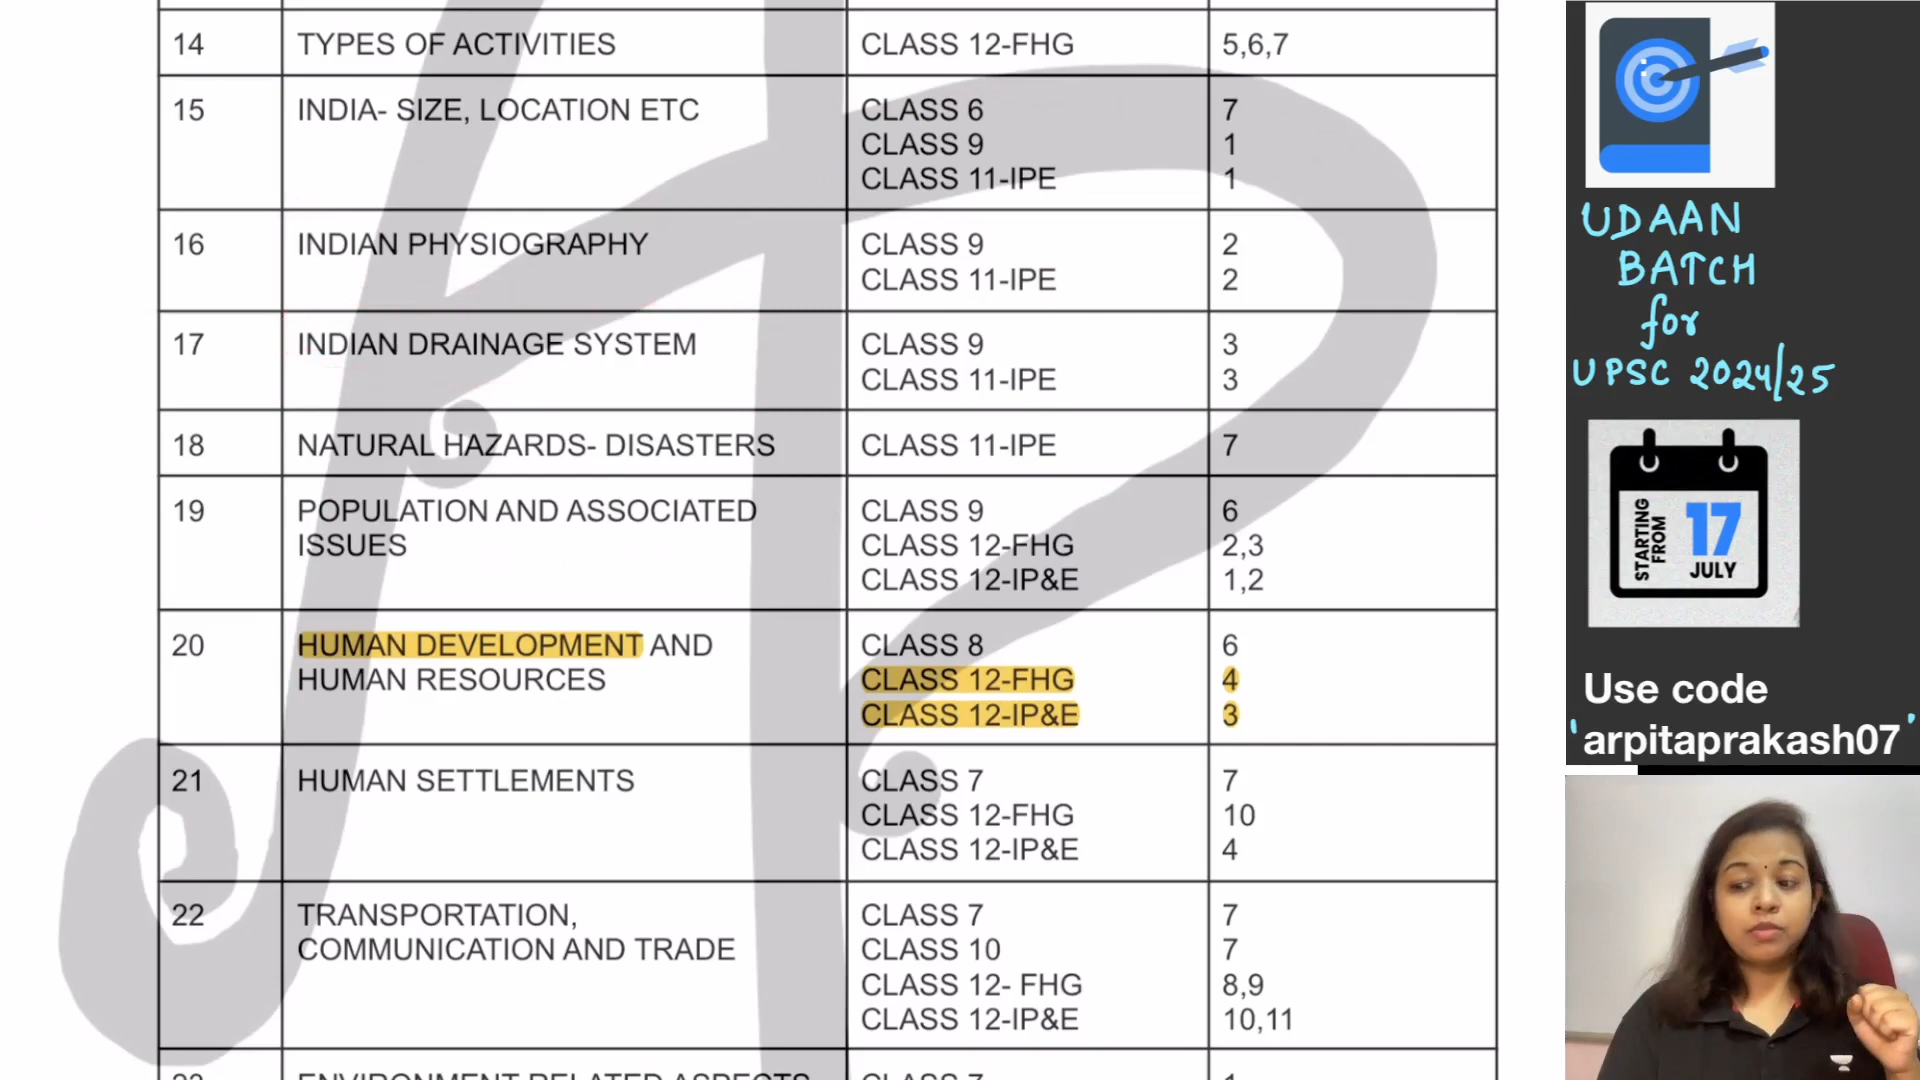 14 TYPES OF ACTIVITIES CLASS 12-FHG 5,6,7
15 INDIA- SIZE, LOCATION ETC CLASS 6 7
CLASS 9 1
CLASS 11-IPE 1
16 INDIAN PHYSIOGRAPHY CLASS 9 2
CLASS 11-IPE 2
17 INDIAN DRAINAGE SYSTEM CLASS 9 3
CLASS 11-IPE 3
18 NATURAL HAZARDS- DISASTERS CLASS 11-IPE 7
19 POPULATION AND ASSOCIATED CLASS 9 6
ISSUES CLASS 12-FHG 2,3
CLASS 12-IP&E 1,2
20 HUMAN DEVELOPMENT AND CLASS 8 6
HUMAN RESOURCES CLASS 12-FHG 4
CLASS 12-IP&E 3
21 HUMAN SETTLEMENTS CLASS 7 7
CLASS 12-FHG 10
CLASS 12-IP&E 4
22 TRANSPORTATION, CLASS 7 7
COMMUNICATION AND TRADE CLASS 10 7
CLASS 12- FHG 8,9
CLASS 12-IP&E 10,11
23 ENVIRONMENT RELATED ASPECTS CLASS 7 1
UDAAN
BATCH
for
UPSC 2024/25
STARTING
FROM
17
JULY
Use code
'arpitaprakash07'